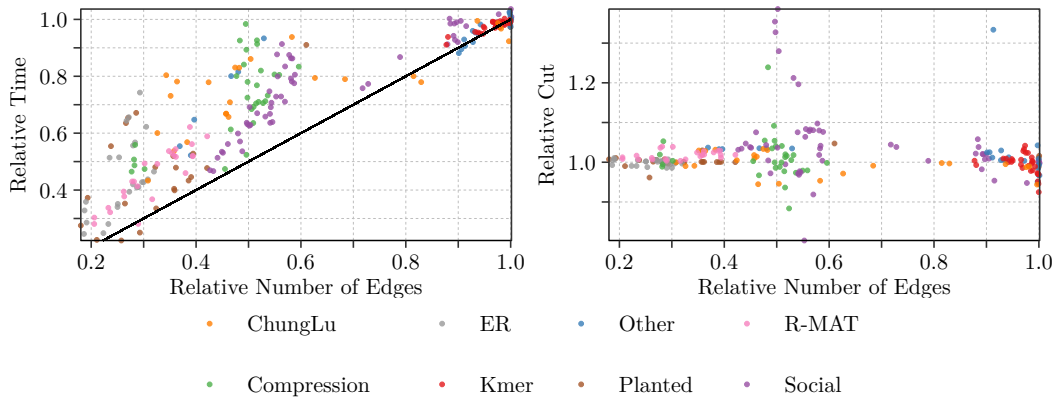 1.0
0.8
0.6
0.4
Relative Time
0.2 0.4 0.6 0.8 1.0
Relative Number of Edges
1.2
1.0
Relative Cut
0.2 0.4 0.6 0.8 1.0
Relative Number of Edges
ChungLu ER Other R-MAT
Compression Kmer Planted Social